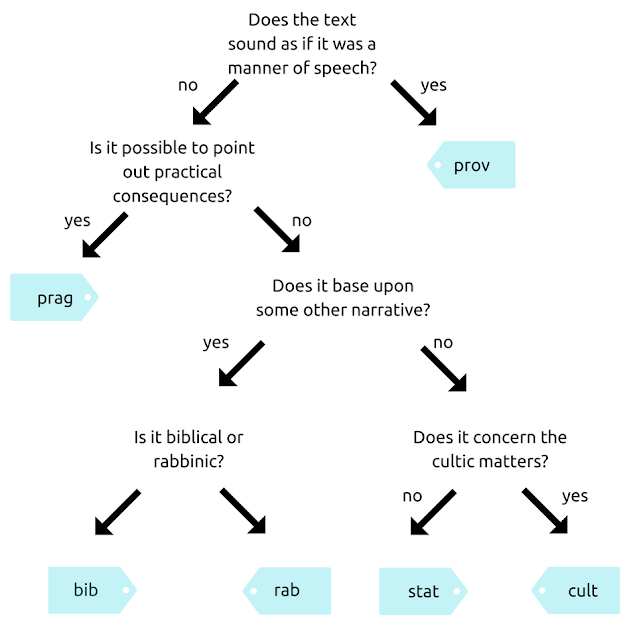 Does the text
sound as if it was a
manner of speech?
no
yes
Is it possible to point
out practical
consequences?
prov
yes
no
prag
Does it base upon
some other narrative?
yes
no
Is it biblical or
rabbinic?
Does it concern the
cultic matters?
no
yes
bib
rab
stat
cult